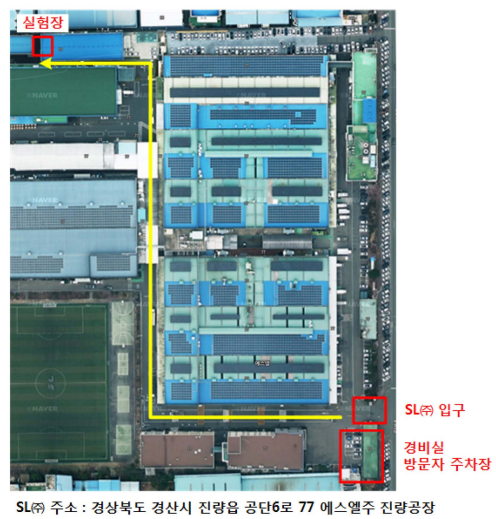 실험장
SL㈜ 입구
경비실
방문자 주차장
SL㈜ 주소 : 경상북도 경산시 진량읍 공단6로 77 에스엘주 진량공장
NAVER